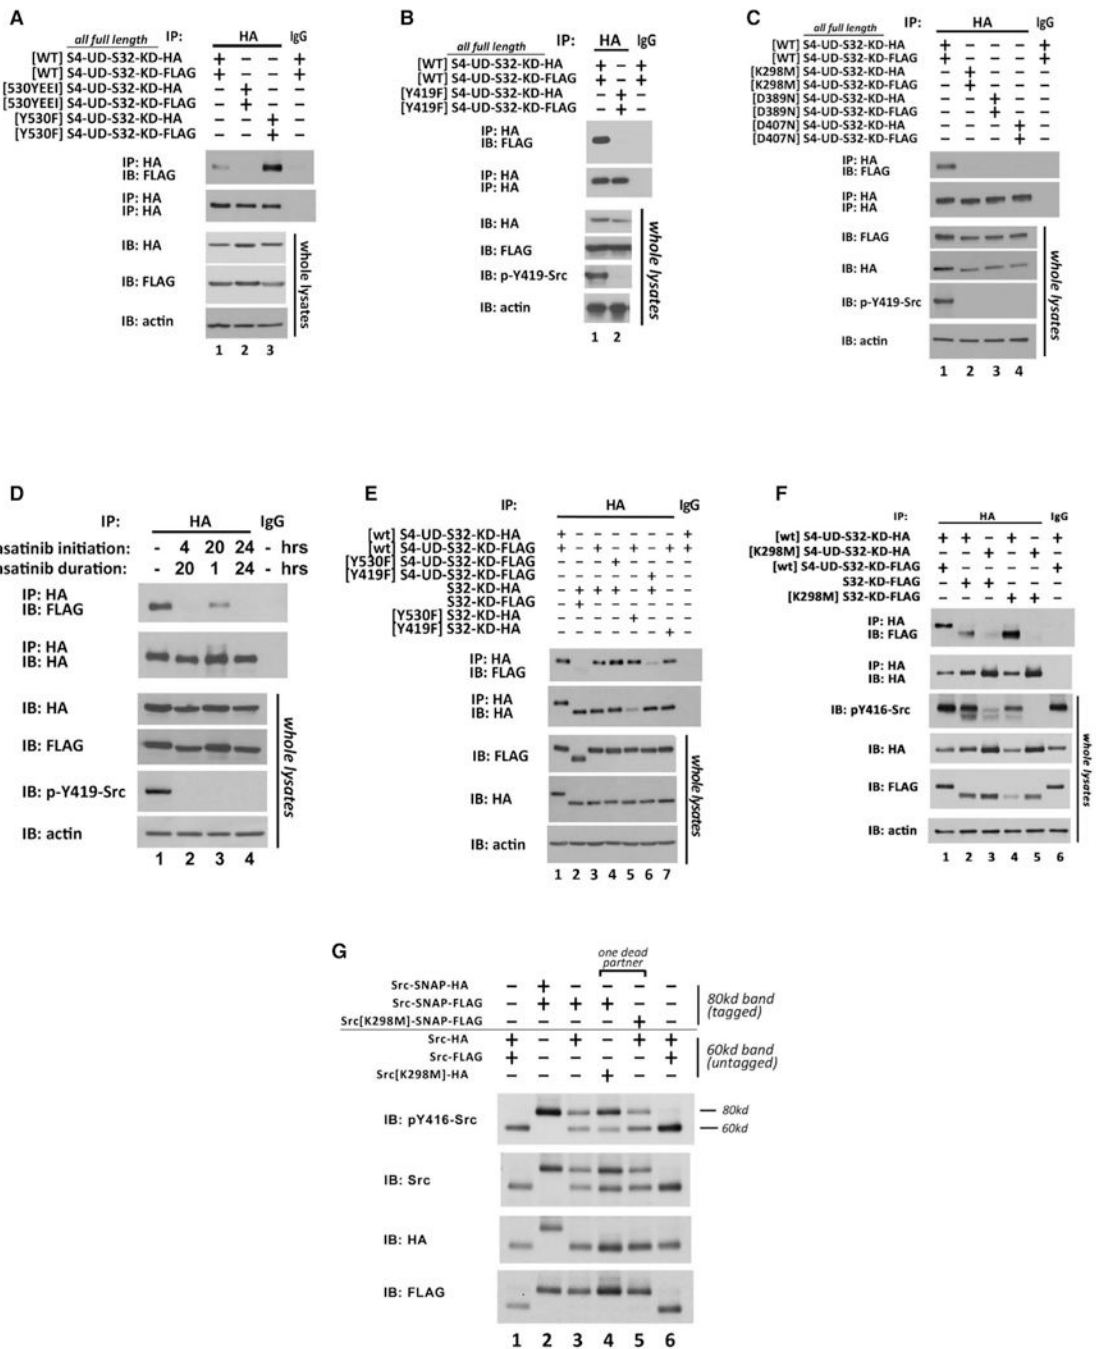 A
all full length IP: HA IgG
[WT] S4-UD-S32-KD-HA + – – +
[WT] S4-UD-S32-KD-FLAG + – – +
[530YEEI] S4-UD-S32-KD-HA – + – –
[530YEEI] S4-UD-S32-KD-FLAG – + – –
[Y530F] S4-UD-S32-KD-HA – – + –
[Y530F] S4-UD-S32-KD-FLAG – – + –
IP: HA
IB: FLAG
IP: HA
IP: HA
IB: HA
IB: FLAG
IB: actin
whole lysates
1 2 3
B
all full length IP: HA IgG
[WT] S4-UD-S32-KD-HA + – +
[WT] S4-UD-S32-KD-FLAG + – +
[Y419F] S4-UD-S32-KD-HA – + –
[Y419F] S4-UD-S32-KD-FLAG – + –
IP: HA
IB: FLAG
IP: HA
IP: HA
IB: HA
IB: FLAG
IB: p-Y419-Src
IB: actin
whole lysates
1 2
C
all full length IP: HA IgG
[WT] S4-UD-S32-KD-HA + – – – +
[WT] S4-UD-S32-KD-FLAG + – – – +
[K298M] S4-UD-S32-KD-HA – + – – –
[K298M] S4-UD-S32-KD-FLAG – + – – –
[D389N] S4-UD-S32-KD-HA – – + – –
[D389N] S4-UD-S32-KD-FLAG – – + – –
[D407N] S4-UD-S32-KD-HA – – – + –
[D407N] S4-UD-S32-KD-FLAG – – – + –
IP: HA
IB: FLAG
IP: HA
IP: HA
IB: FLAG
IB: HA
IB: p-Y419-Src
IB: actin
whole lysates
1 2 3 4
D
IP: HA IgG
asatinib initiation: - 4 20 24 - hrs
asatinib duration: - 20 1 24 - hrs
IP: HA
IB: FLAG
IP: HA
IB: HA
IB: HA
IB: FLAG
IB: p-Y419-Src
IB: actin
whole lysates
1 2 3 4
E
IP: HA IgG
[wt] S4-UD-S32-KD-HA + – – – – – – +
[wt] S4-UD-S32-KD-FLAG + – + – + – + +
[Y530F] S4-UD-S32-KD-FLAG – – – + – – – –
[Y419F] S4-UD-S32-KD-FLAG – – – – – + – –
S32-KD-HA – + + + – + – –
S32-KD-FLAG – + – – – – – –
[Y530F] S32-KD-HA – – – – + – – –
[Y419F] S32-KD-HA – – – – – – + –
IP: HA
IB: FLAG
IP: HA
IB: HA
IB: FLAG
IB: HA
IB: actin
whole lysates
1 2 3 4 5 6 7
F
IP: HA IgG
[wt] S4-UD-S32-KD-HA + + – + – +
[K298M] S4-UD-S32-KD-HA – – + – + –
[wt] S4-UD-S32-KD-FLAG + – – – – +
S32-KD-FLAG – + + – – –
[K298M] S32-KD-FLAG – – – + + –
IP: HA
IB: FLAG
IP: HA
IB: HA
IB: pY416-Src
IB: HA
IB: FLAG
IB: actin
whole lysates
1 2 3 4 5 6
G
one dead
partner
Src-SNAP-HA – + – – – –
Src-SNAP-FLAG – + + + – –
Src[K298M]-SNAP-FLAG – – – – + –
80kd band
(tagged)
Src-HA + – + – + +
Src-FLAG + – – – – +
Src[K298M]-HA – – – + – –
60kd band
(untagged)
IB: pY416-Src
80kd
60kd
IB: Src
IB: HA
IB: FLAG
1 2 3 4 5 6